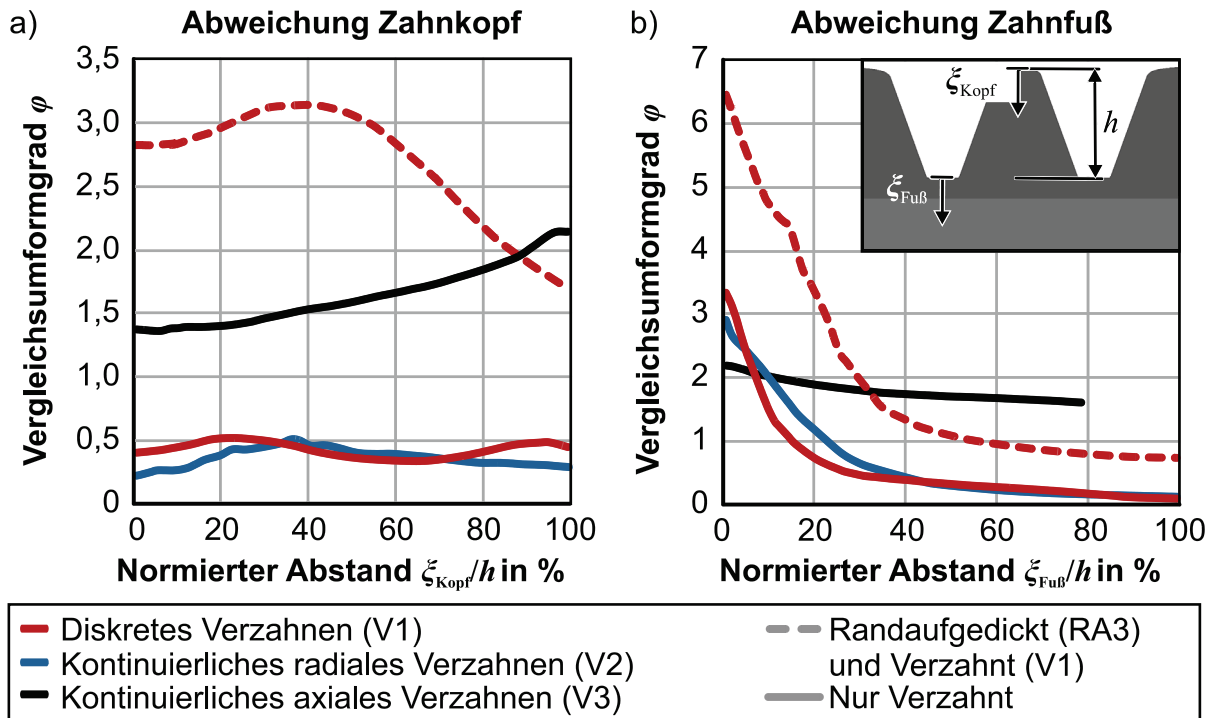 a)
Abweichung Zahnkopf
3,5
3,0
2,5
2,0
1,5
1,0
0,5
0
Vergleichsumformgrad φ
0 20 40 60 80 100
Normierter Abstand ξKopf/h in %
b)
Abweichung Zahnfuß
7
6
5
4
3
2
1
0
Vergleichsumformgrad φ
ξKopf
h
ξFuß
0 20 40 60 80 100
Normierter Abstand ξFuß/h in %
Diskretes Verzahnen (V1)
Kontinuierliches radiales Verzahnen (V2)
Kontinuierliches axiales Verzahnen (V3)
Randaufgedickt (RA3)
und Verzahnt (V1)
Nur Verzahnt